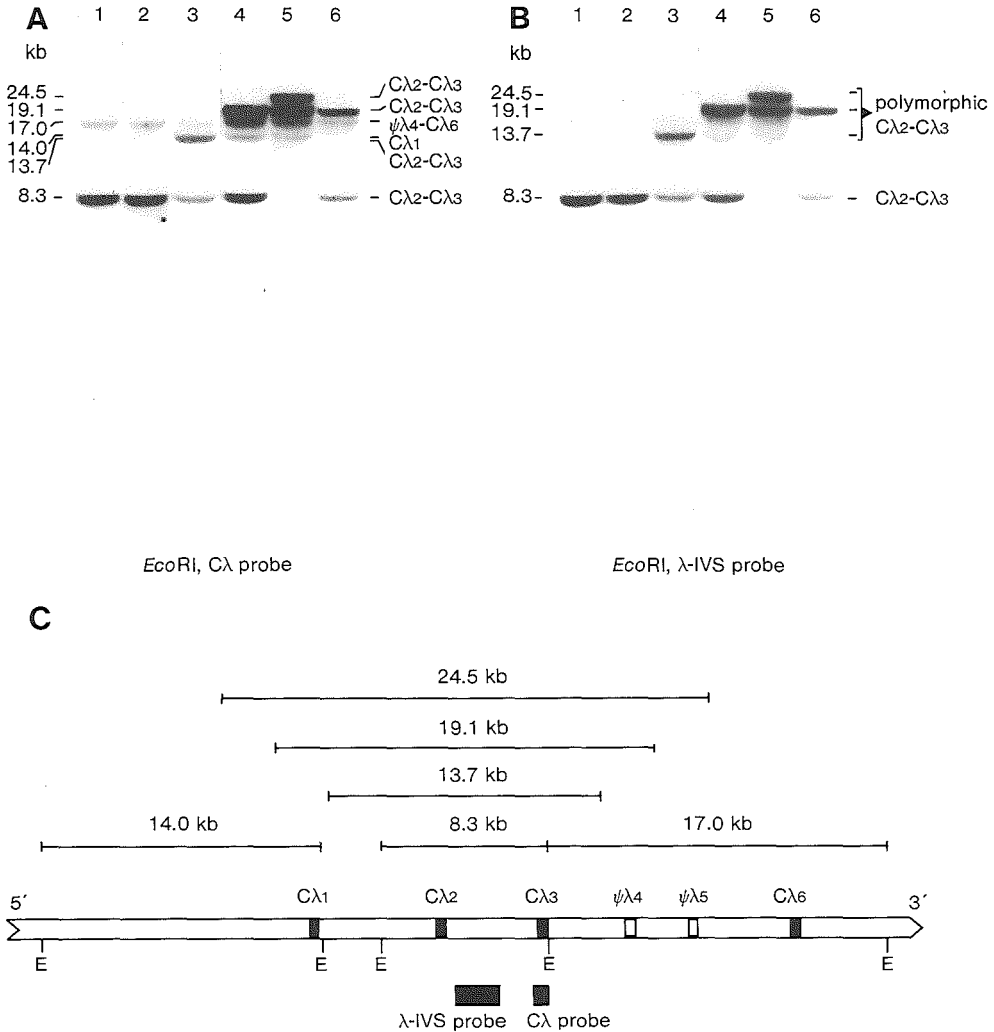 A 1 2 3 4 5 6
kb
24.5
19.1
17.0
14.0
13.7
8.3
Cλ2-Cλ3
Cλ2-Cλ3
ψλ4-Cλ6
Cλ1
Cλ2-Cλ3
Cλ2-Cλ3
EcoRI, Cλ probe
B 1 2 3 4 5 6
kb
24.5
19.1
13.7
8.3
polymorphic
Cλ2-Cλ3
Cλ2-Cλ3
EcoRI, λ-IVS probe
C
24.5 kb
19.1 kb
13.7 kb
14.0 kb 8.3 kb 17.0 kb
5´ Cλ1 Cλ2 Cλ3 ψλ4 ψλ5 Cλ6 3´
E E E E E
λ-IVS probe Cλ probe